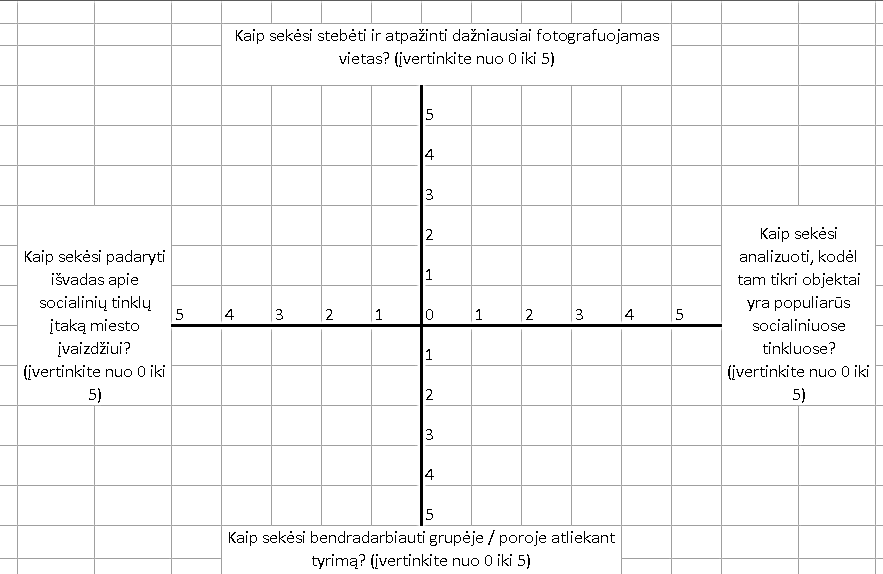 Kaip sekėsi stebėti ir atpažinti dažniausiai fotografuojamas
vietas? (įvertinkite nuo 0 iki 5)
5
4
3
2
1
Kaip sekėsi padaryti
išvadas apie
socialinių tinklų
įtaką miesto
įvaizdžiui?
(įvertinkite nuo 0 iki
5)
5 4 3 2 1 0 1 2 3 4 5
Kaip sekėsi
analizuoti, kodėl
tam tikri objektai
yra populiarūs
socialiniuose
tinkluose?
(įvertinkite nuo 0 iki
5)
1
2
3
4
5
Kaip sekėsi bendradarbiauti grupėje / poroje atliekant
tyrimą? (įvertinkite nuo 0 iki 5)